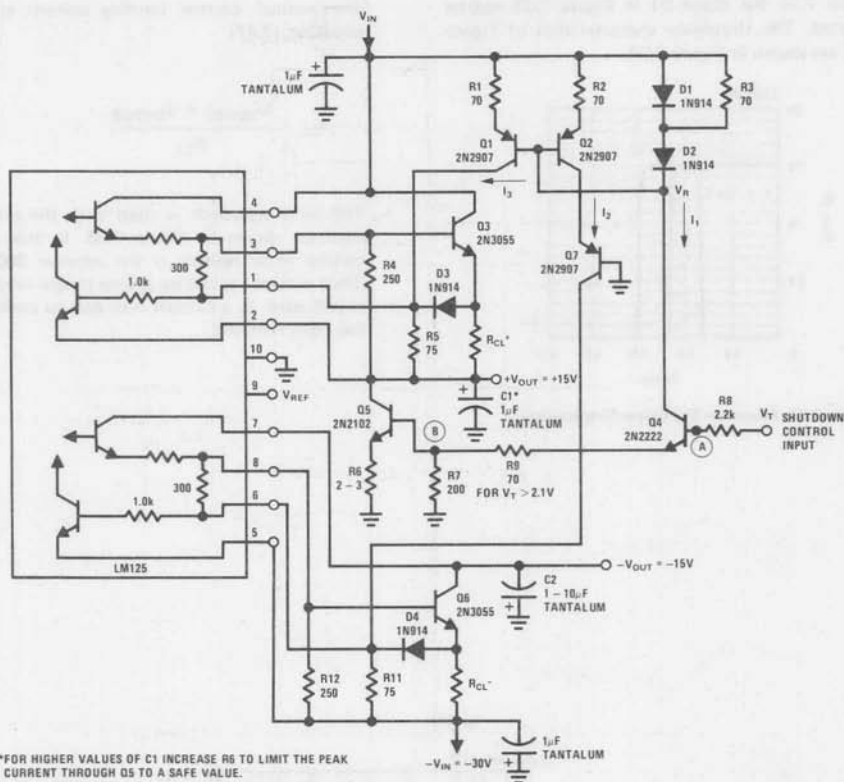 VIN
1μF
TANTALUM
R1
70
R2
70
D1
1N914
R3
70
Q1
2N2907
Q2
2N2907
D2
1N914
VR
I3
I2
I1
4
3
1
2
10
9
VREF
7
8
6
5
300
1.0k
300
1.0k
LM125
Q3
2N3055
R4
250
D3
1N914
R5
75
RCL+
Q7
2N2907
+VOUT = +15V
C1*
1μF
TANTALUM
Q5
2N2102
B
R6
2 – 3
R7
200
R9
70
FOR VT > 2.1V
Q4
2N2222
A
R8
2.2k
VT
SHUTDOWN
CONTROL
INPUT
–VOUT = –15V
C2
1 – 10μF
TANTALUM
Q6
2N3055
D4
1N914
R12
250
R11
75
RCL-
1μF
TANTALUM
–VIN = –30V
*FOR HIGHER VALUES OF C1 INCREASE R6 TO LIMIT THE PEAK
CURRENT THROUGH Q5 TO A SAFE VALUE.